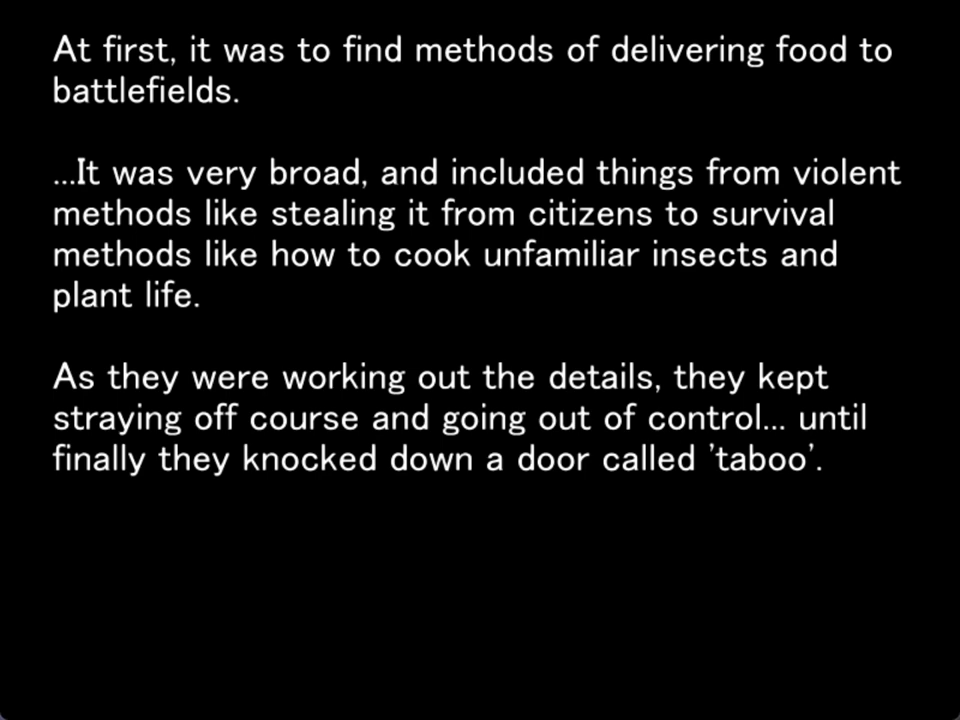 At first, it was to find methods of delivering food to
battlefields.
...It was very broad, and included things from violent
methods like stealing it from citizens to survival
methods like how to cook unfamiliar insects and
plant life.
As they were working out the details, they kept
straying off course and going out of control... until
finally they knocked down a door called 'taboo'.